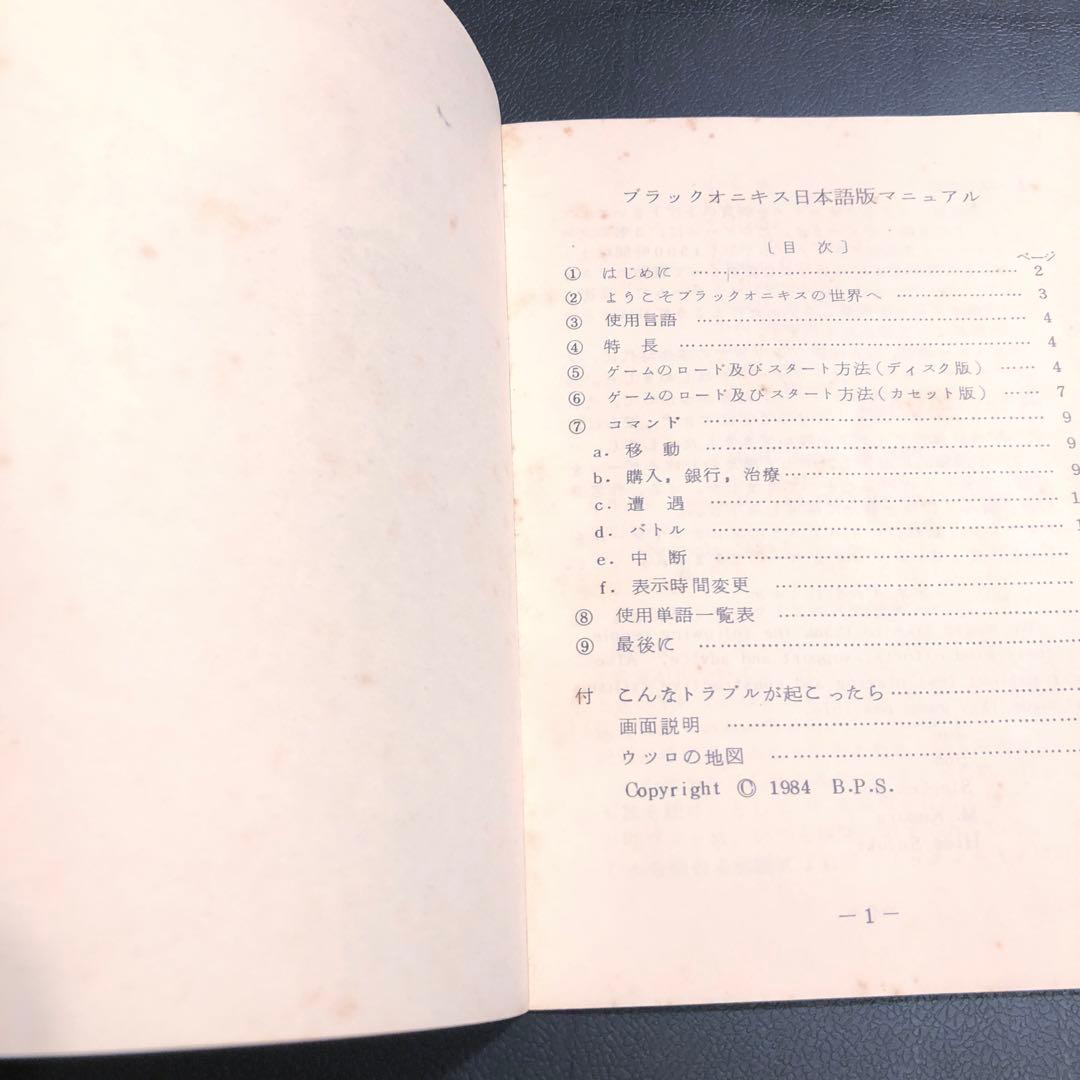 ブラックオニキス日本語版マニュアル
〔目 次〕
ページ
① はじめに ……………………………………………… 2
② ようこそブラックオニキスの世界へ ………………… 3
③ 使用言語 ……………………………………………… 4
④ 特 長 ……………………………………………… 4
⑤ ゲームのロード及びスタート方法(ディスク版) …… 4
⑥ ゲームのロード及びスタート方法(カセット版) …… 7
⑦ コマンド ……………………………………………… 9
a. 移 動 ……………………………………………… 9
b. 購入，銀行，治療 ………………………………… 9
c. 遭 遇 ……………………………………………… 1
d. バトル ……………………………………………… 1
e. 中 断 ………………………………………………
f. 表示時間変更 ………………………………………
⑧ 使用単語一覧表 ………………………………………
⑨ 最後に ………………………………………………
付 こんなトラブルが起こったら …………………………
画面説明 ………………………………………………
ウツロの地図 …………………………………………
Copyright © 1984 B.P.S.
－1－